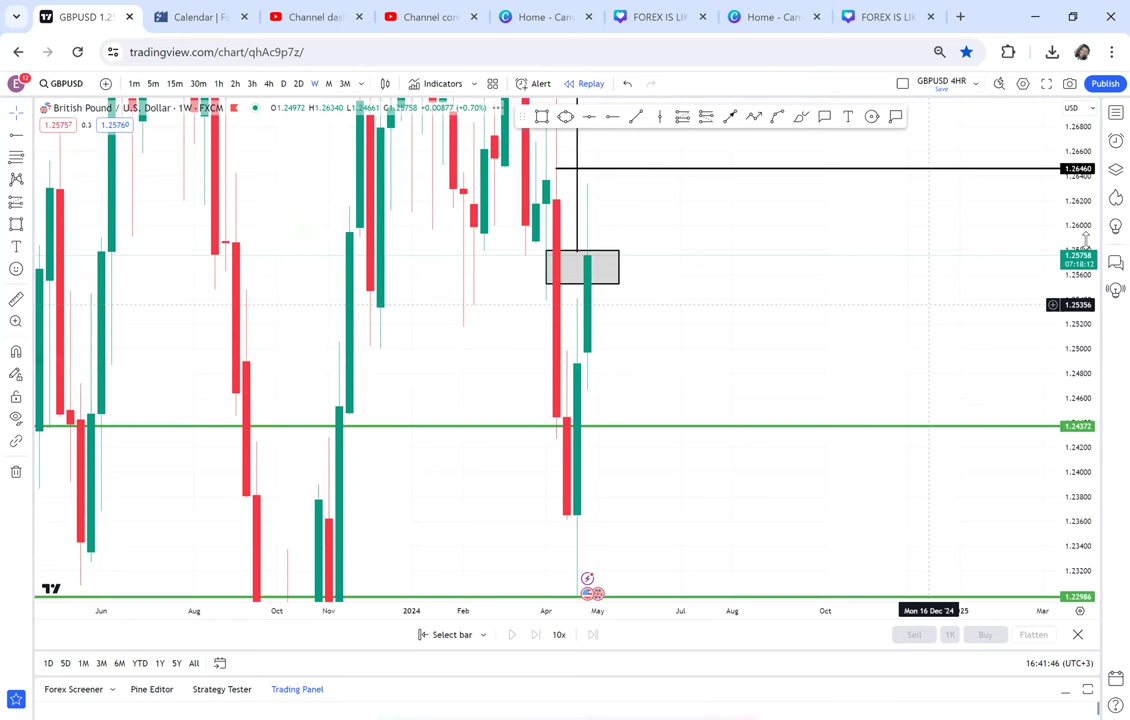 GBPUSD 1.2!
Calendar | Fo
Channel das
Channel con
Home - Can
FOREX IS LIK
Home - Can
FOREX IS LIK
tradingview.com/chart/qhAc9p7z/
E 12 GBPUSD 1m 5m 15m 30m 1h 2h 3h 4h D 2D W M 3M Indicators Alert Replay GBPUSD 4HR Save Publish
British Pound / U.S. Dollar · 1W · FXCM O1.24972 H1.26340 L1.24661 1.25758 +0.00877 (+0.70%) USD
1.25757 0.3 1.25760
1.26800
1.26600
1.26460
1.26400
1.26200
1.26000
1.25758
07:18:12
1.25600
1.25356
1.25200
1.25000
1.24800
1.24600
1.24372
1.24200
1.24000
1.23800
1.23600
1.23400
1.23200
1.22986
Jun Aug Oct Nov 2024 Feb Apr May Jul Aug Oct Mon 16 Dec '24 25 Mar
Select bar 10x Sell 1K Buy Flatten
1D 5D 1M 3M 6M YTD 1Y 5Y All 16:41:46 (UTC+3)
Forex Screener Pine Editor Strategy Tester Trading Panel